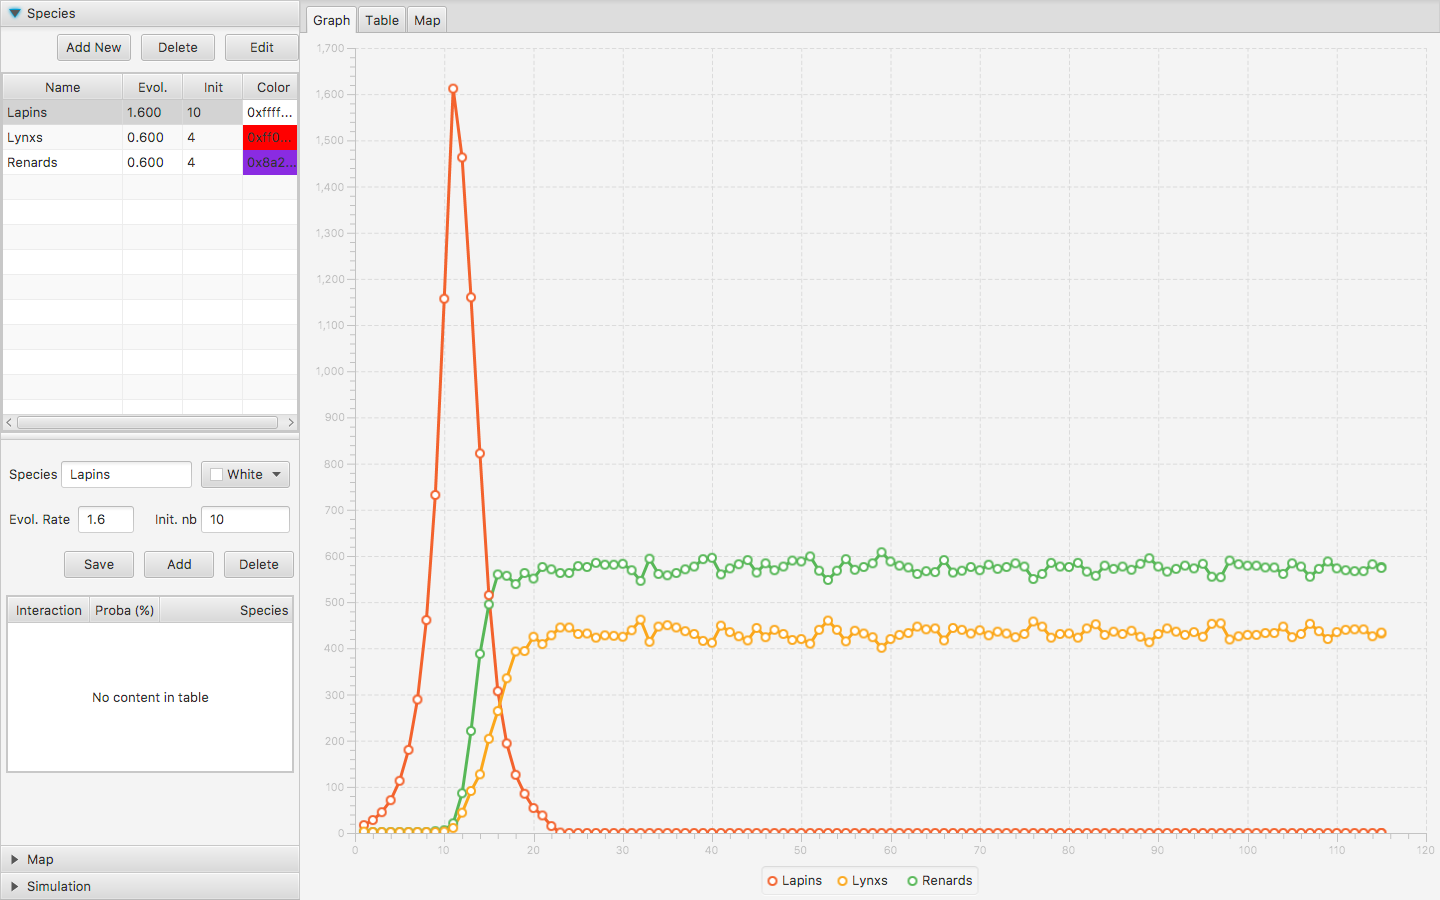 Species
Add New Delete Edit
Name Evol. Init Color
Lapins 1.600 10 0xffff...
Lynxs 0.600 4 0xff0...
Renards 0.600 4 0x8a2...
Species Lapins White
Evol. Rate 1.6 Init. nb 10
Save Add Delete
Interaction Proba (%) Species
No content in table
Map
Simulation
Graph Table Map
1,700
1,600
1,500
1,400
1,300
1,200
1,100
1,000
900
800
700
600
500
400
300
200
100
0
0 10 20 30 40 50 60 70 80 90 100 110 120
Lapins Lynxs Renards